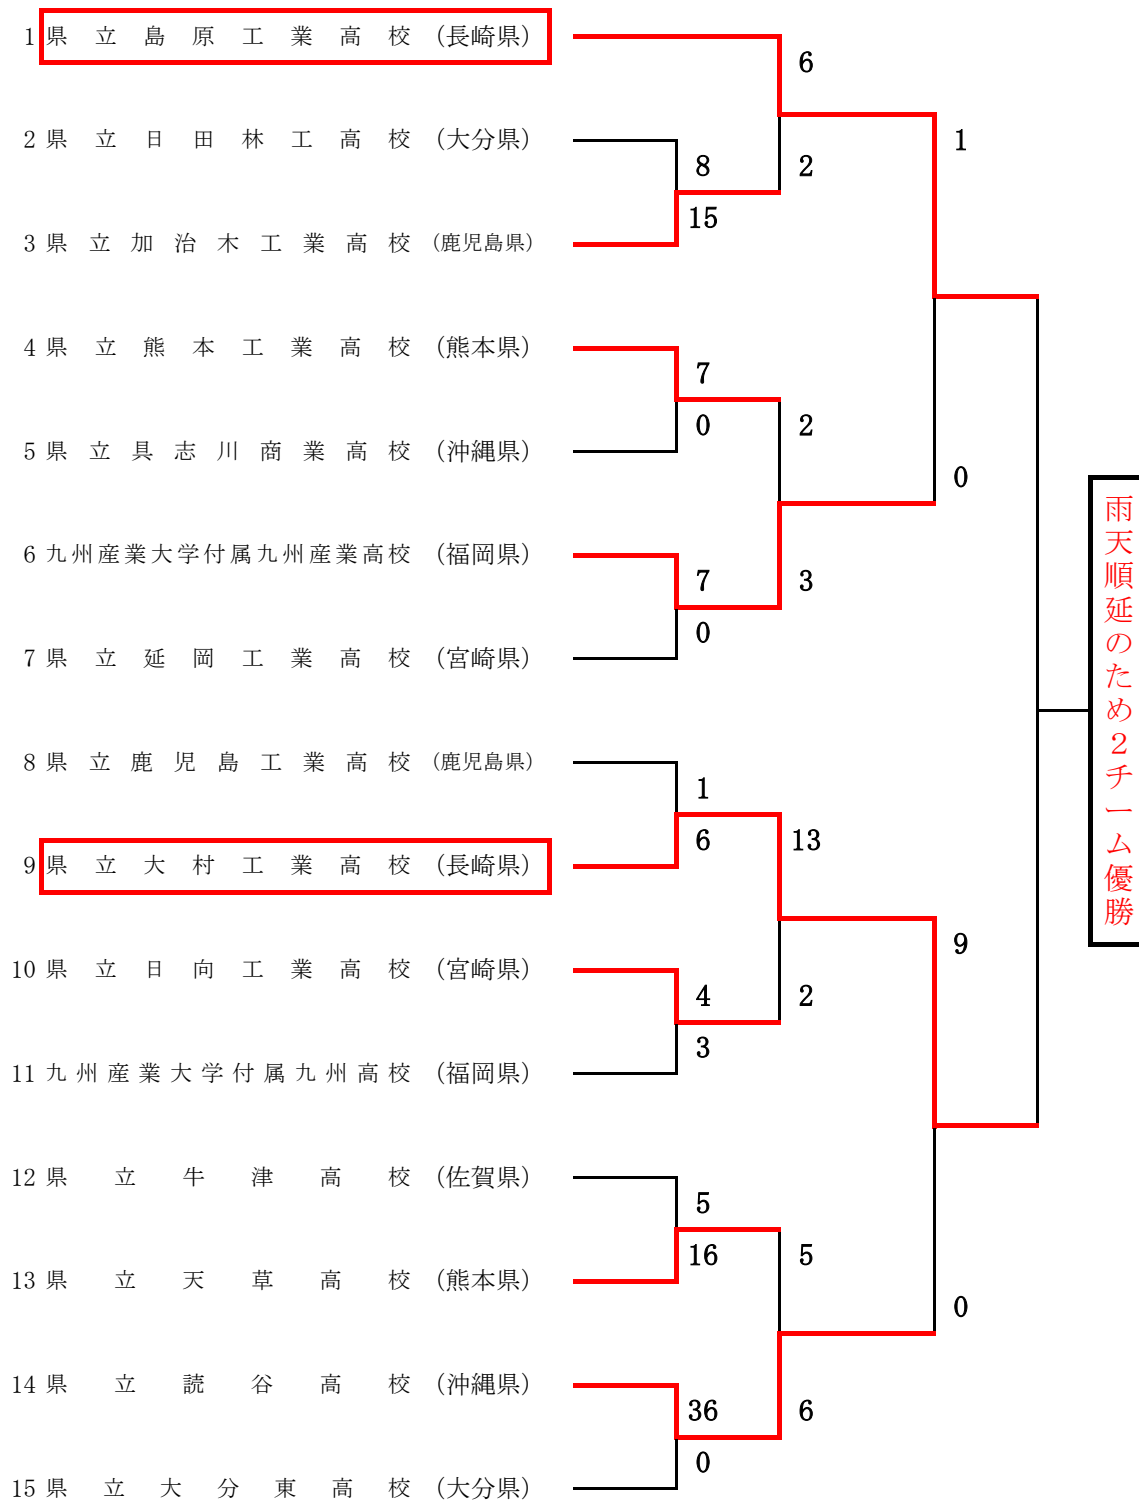 1 県立島原工業高校 (長崎県)
6
1
2 県立日田林工高校 (大分県)
8
2
15
3 県立加治木工業高校 (鹿児島県)
4 県立熊本工業高校 (熊本県)
7
0
2
5 県立具志川商業高校 (沖縄県)
0
6 九州産業大学付属九州産業高校 (福岡県)
7
3
0
7 県立延岡工業高校 (宮崎県)
雨天順延のため2チーム優勝
8 県立鹿児島工業高校 (鹿児島県)
1
6
13
9 県立大村工業高校 (長崎県)
9
10 県立日向工業高校 (宮崎県)
4
2
3
11 九州産業大学付属九州高校 (福岡県)
12 県立牛津高校 (佐賀県)
5
16
5
13 県立天草高校 (熊本県)
0
14 県立読谷高校 (沖縄県)
36
6
0
15 県立大分東高校 (大分県)